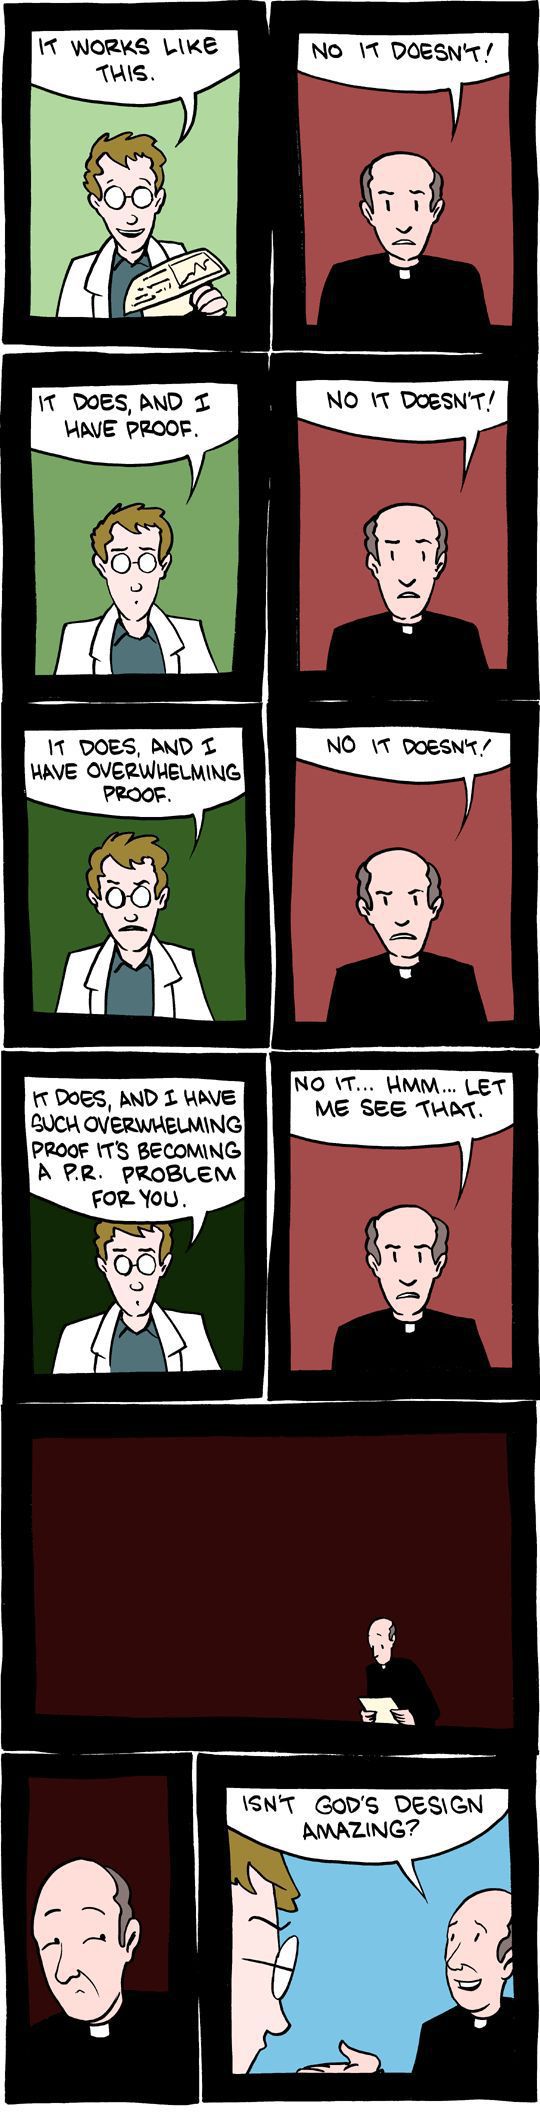 IT WORKS LIKE
THIS.
NO IT DOESN'T!
IT DOES, AND I
HAVE PROOF.
NO IT DOESN'T!
IT DOES, AND I
HAVE OVERWHELMING
PROOF.
NO IT DOESN'T!
IT DOES, AND I HAVE
SUCH OVERWHELMING
PROOF IT'S BECOMING
A P.R. PROBLEM
FOR YOU.
NO IT... HMM... LET
ME SEE THAT.
ISN'T GOD'S DESIGN
AMAZING?